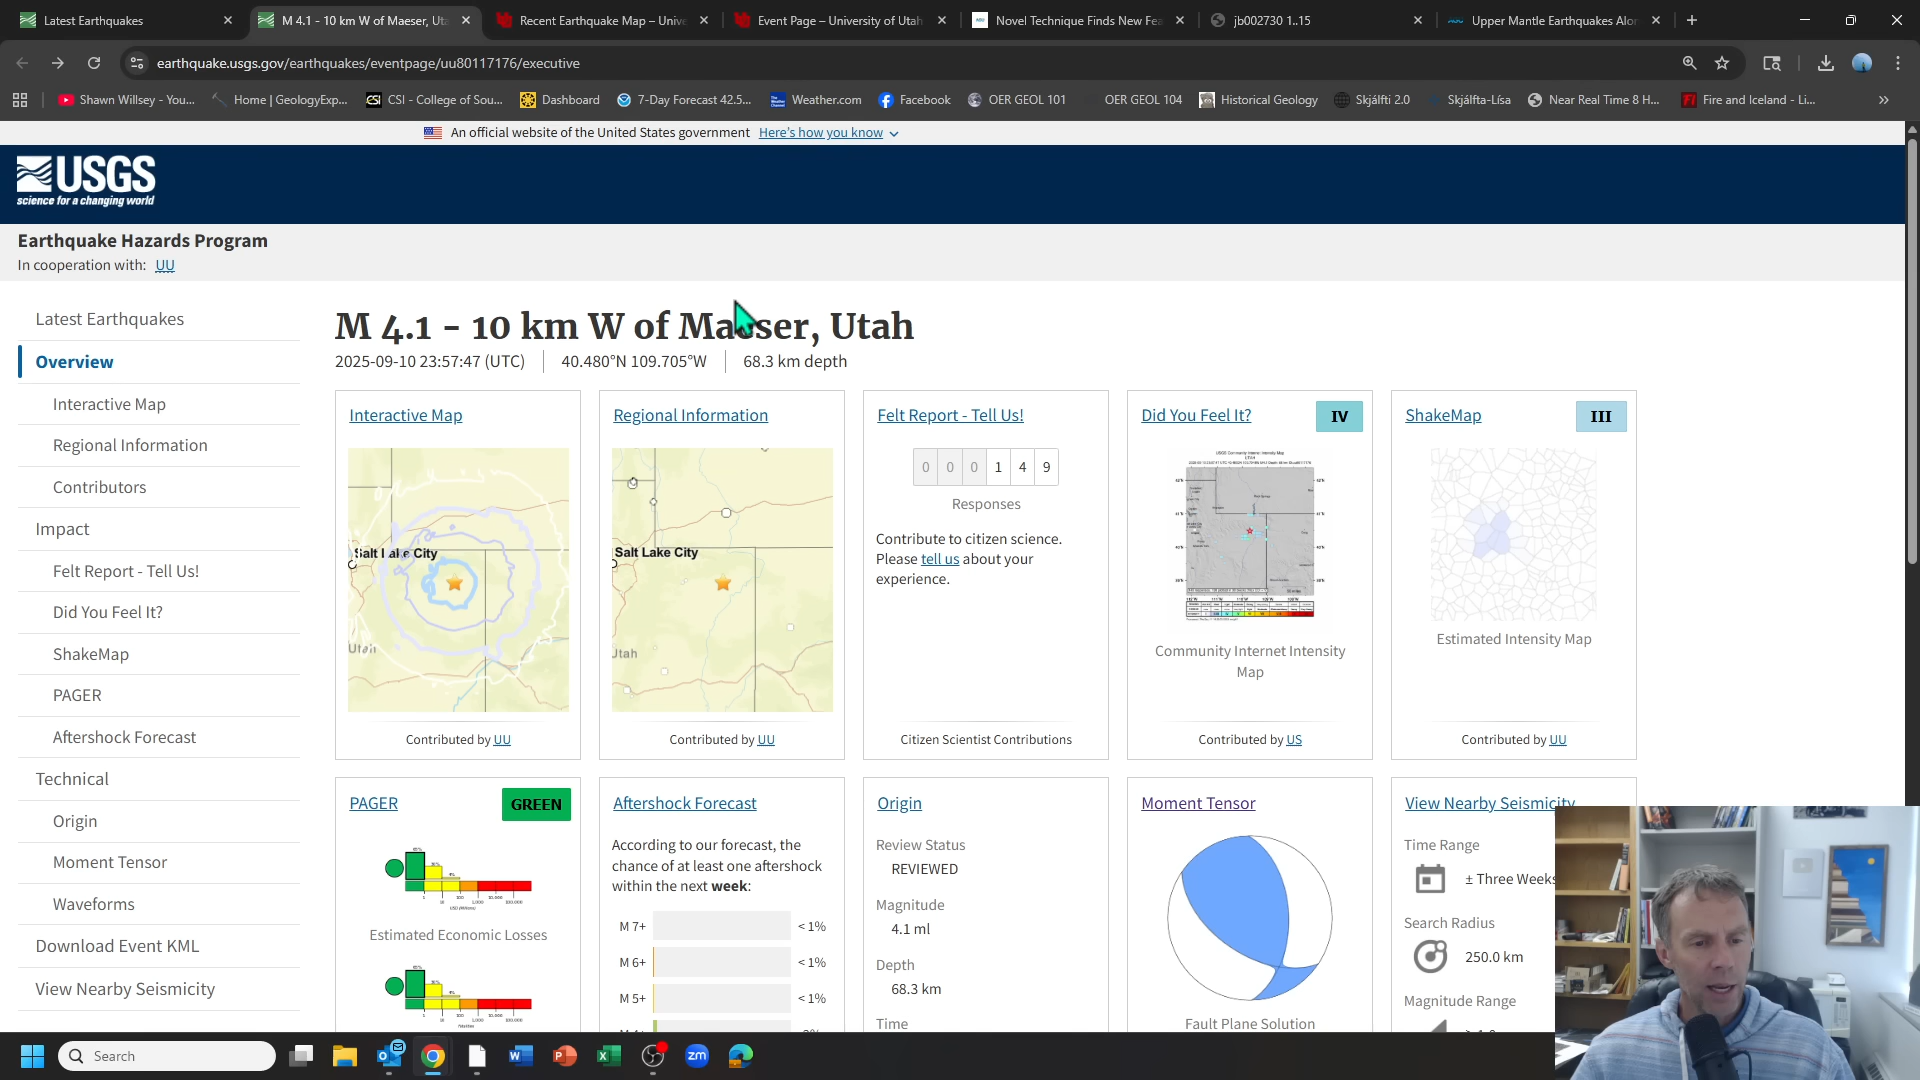 Latest Earthquakes
M 4.1 - 10 km W of Maeser, Uta
Recent Earthquake Map – Unive
Event Page – University of Utah
Novel Technique Finds New Fea
jb002730 1..15
Upper Mantle Earthquakes Alon
earthquake.usgs.gov/earthquakes/eventpage/uu80117176/executive
Shawn Willsey - You...
Home | GeologyExp...
CSI - College of Sou...
Dashboard
7-Day Forecast 42.5...
Weather.com
Facebook
OER GEOL 101
OER GEOL 104
Historical Geology
Skjálfti 2.0
Skjálfta-Lísa
Near Real Time 8 H...
Fire and Iceland - Li...
An official website of the United States government Here's how you know
USGS
science for a changing world
Earthquake Hazards Program
In cooperation with: UU
Latest Earthquakes
Overview
Interactive Map
Regional Information
Contributors
Impact
Felt Report - Tell Us!
Did You Feel It?
ShakeMap
PAGER
Aftershock Forecast
Technical
Origin
Moment Tensor
Waveforms
Download Event KML
View Nearby Seismicity
M 4.1 - 10 km W of Maeser, Utah
2025-09-10 23:57:47 (UTC)
40.480°N 109.705°W
68.3 km depth
Interactive Map
Salt Lake City
Utah
Contributed by UU
Regional Information
Salt Lake City
Utah
Contributed by UU
Felt Report - Tell Us!
0 0 0 1 4 9
Responses
Contribute to citizen science.
Please tell us about your
experience.
Citizen Scientist Contributions
Did You Feel It?
IV
Community Internet Intensity
Map
Contributed by US
ShakeMap
III
Estimated Intensity Map
Contributed by UU
PAGER
GREEN
Estimated Economic Losses
Aftershock Forecast
According to our forecast, the
chance of at least one aftershock
within the next week:
M 7+ < 1%
M 6+ < 1%
M 5+ < 1%
Origin
Review Status
REVIEWED
Magnitude
4.1 ml
Depth
68.3 km
Time
Moment Tensor
Fault Plane Solution
View Nearby Seismicity
Time Range
± Three Weeks
Search Radius
250.0 km
Magnitude Range
Search